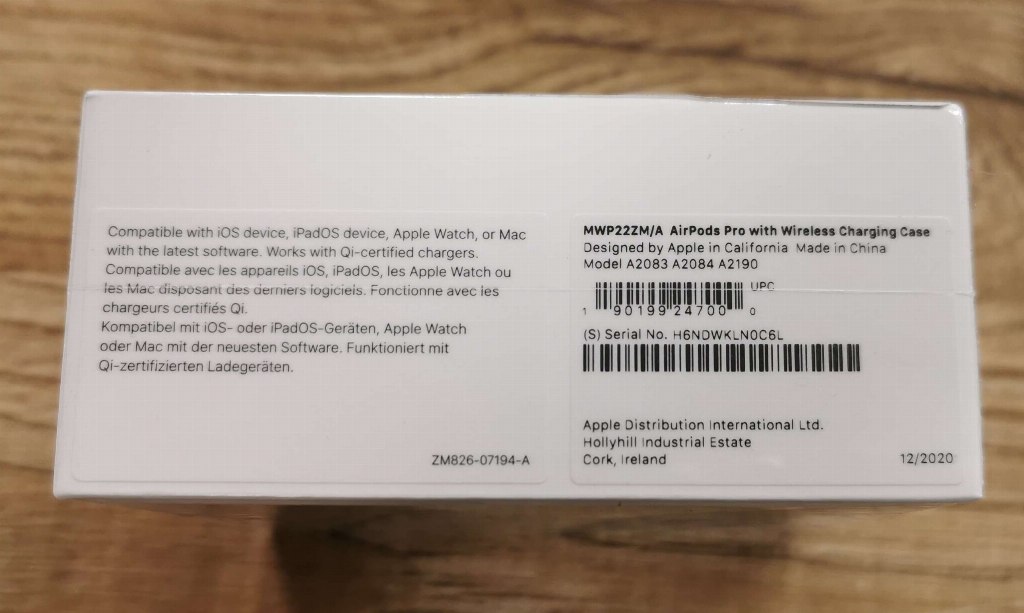 Compatible with iOS device, iPadOS device, Apple Watch, or Mac
with the latest software. Works with Qi-certified chargers.
Compatible avec les appareils iOS, iPadOS, les Apple Watch ou
les Mac disposant des derniers logiciels. Fonctionne avec les
chargeurs certifiés Qi.
Kompatibel mit iOS- oder iPadOS-Geräten, Apple Watch
oder Mac mit der neuesten Software. Funktioniert mit
Qi-zertifizierten Ladegeräten.
ZM826-07194-A
MWP22ZM/A AirPods Pro with Wireless Charging Case
Designed by Apple in California Made in China
Model A2083 A2084 A2190
UPC
1 90199 24700 0
(S) Serial No. H6NDWKLN0C6L
Apple Distribution International Ltd.
Hollyhill Industrial Estate
Cork, Ireland
12/2020